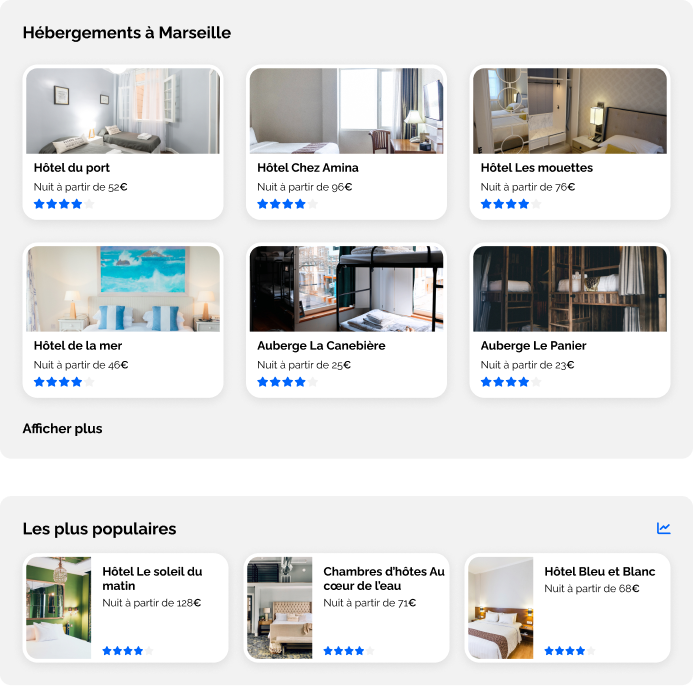 Hébergements à Marseille
Hôtel du port
Nuit à partir de 52€
Hôtel Chez Amina
Nuit à partir de 96€
Hôtel Les mouettes
Nuit à partir de 76€
Hôtel de la mer
Nuit à partir de 46€
Auberge La Canebière
Nuit à partir de 25€
Auberge Le Panier
Nuit à partir de 23€
Afficher plus
Les plus populaires
Hôtel Le soleil du
matin
Nuit à partir de 128€
Chambres d'hôtes Au
cœur de l'eau
Nuit à partir de 71€
Hôtel Bleu et Blanc
Nuit à partir de 68€